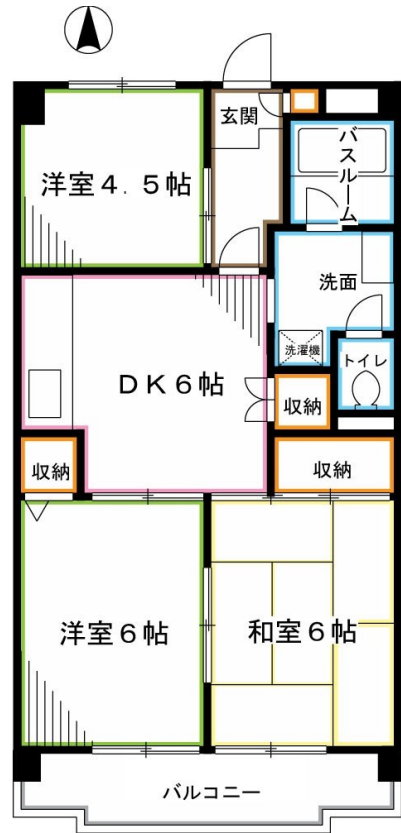 玄関
バスルーム
洋室4.5帖
洗面
洗濯機
トイレ
DK6帖
収納
収納
収納
洋室6帖
和室6帖
バルコニー